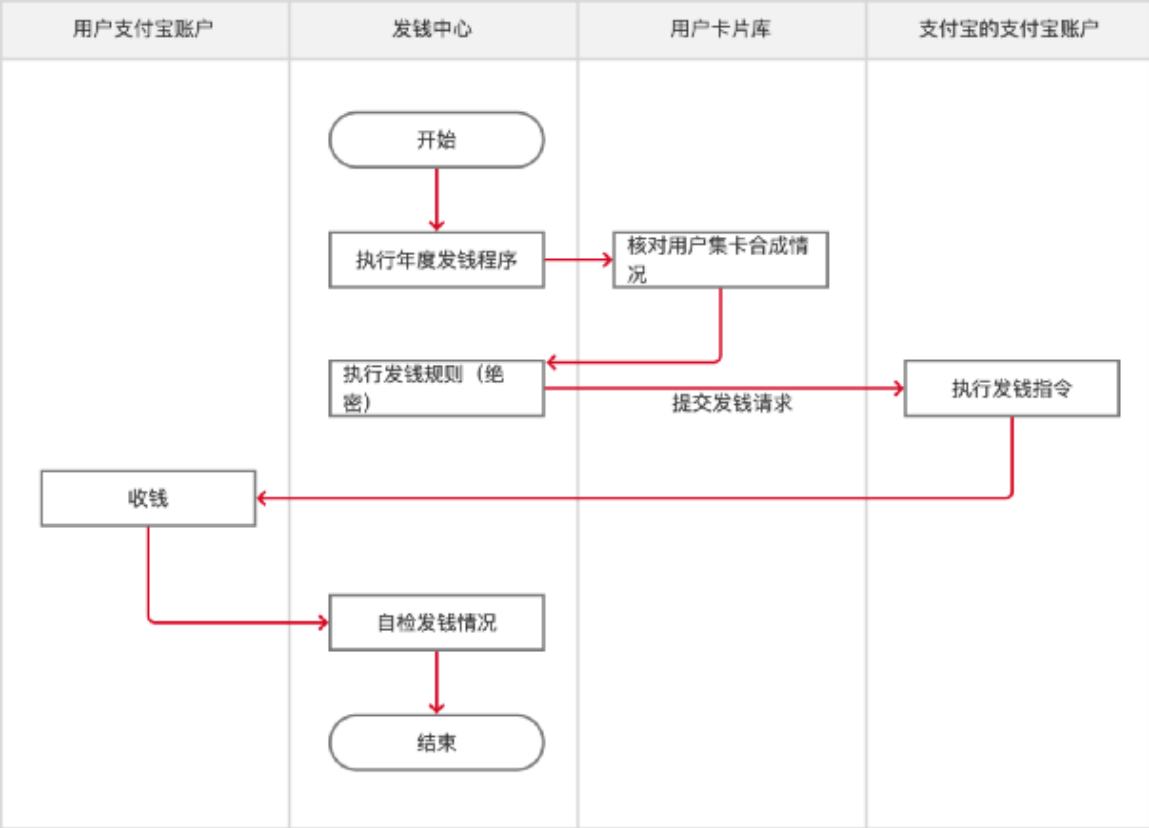 用户支付宝账户
发钱中心
用户卡片库
支付宝的支付宝账户
开始
执行年度发钱程序
核对用户集卡合成情
况
执行发钱规则（绝
密）
提交发钱请求
执行发钱指令
收钱
自检发钱情况
结束